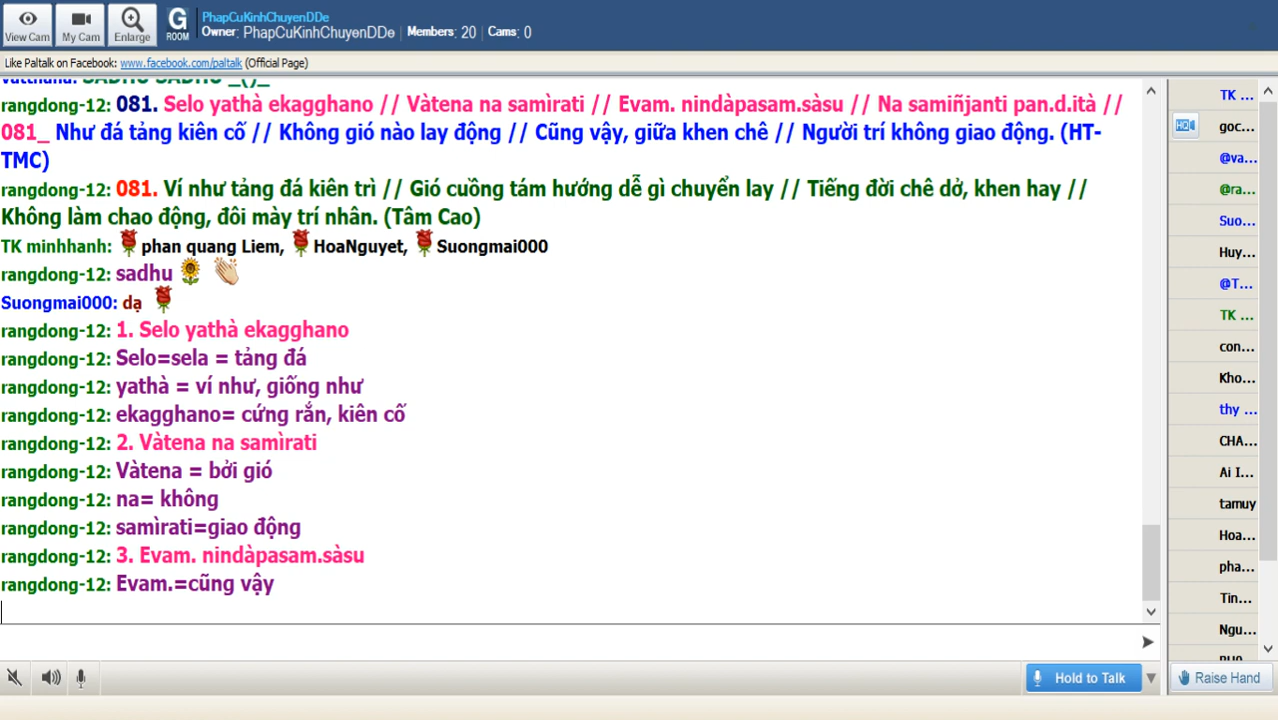 View Cam
My Cam
Enlarge
G
ROOM
PhapCuKinhChuyenDDe
Owner: PhapCuKinhChuyenDDe Members: 20 Cams: 0
Like Paltalk on Facebook: www.facebook.com/paltalk (Official Page)
rangdong-12: 081. Selo yathà ekagghano // Vàtena na samìrati // Evam. nindàpasam.sàsu // Na samiñjanti pan.d.ità //
081_ Như đá tảng kiên cố // Không gió nào lay động // Cũng vậy, giữa khen chê // Người trí không giao động. (HT-
TMC)
rangdong-12: 081. Ví như tảng đá kiên trì // Gió cuồng tám hướng dễ gì chuyển lay // Tiếng đời chê dở, khen hay //
Không làm chao động, đôi mày trí nhân. (Tâm Cao)
TK minhhanh: phan quang Liem, HoaNguyet, Suongmai000
rangdong-12: sadhu
Suongmai000: dạ
rangdong-12: 1. Selo yathà ekagghano
rangdong-12: Selo=sela = tảng đá
rangdong-12: yathà = ví như, giống như
rangdong-12: ekagghano= cứng rắn, kiên cố
rangdong-12: 2. Vàtena na samìrati
rangdong-12: Vàtena = bởi gió
rangdong-12: na= không
rangdong-12: samìrati=giao động
rangdong-12: 3. Evam. nindàpasam.sàsu
rangdong-12: Evam.=cũng vậy
TK ...
HQ
goc...
@va...
@ra...
Suo...
Huy...
@T...
TK ...
con...
Kho...
thy ...
CHA...
Ai I...
tamuy
Hoa...
pha...
Tin...
Ngu...
Hold to Talk
Raise Hand